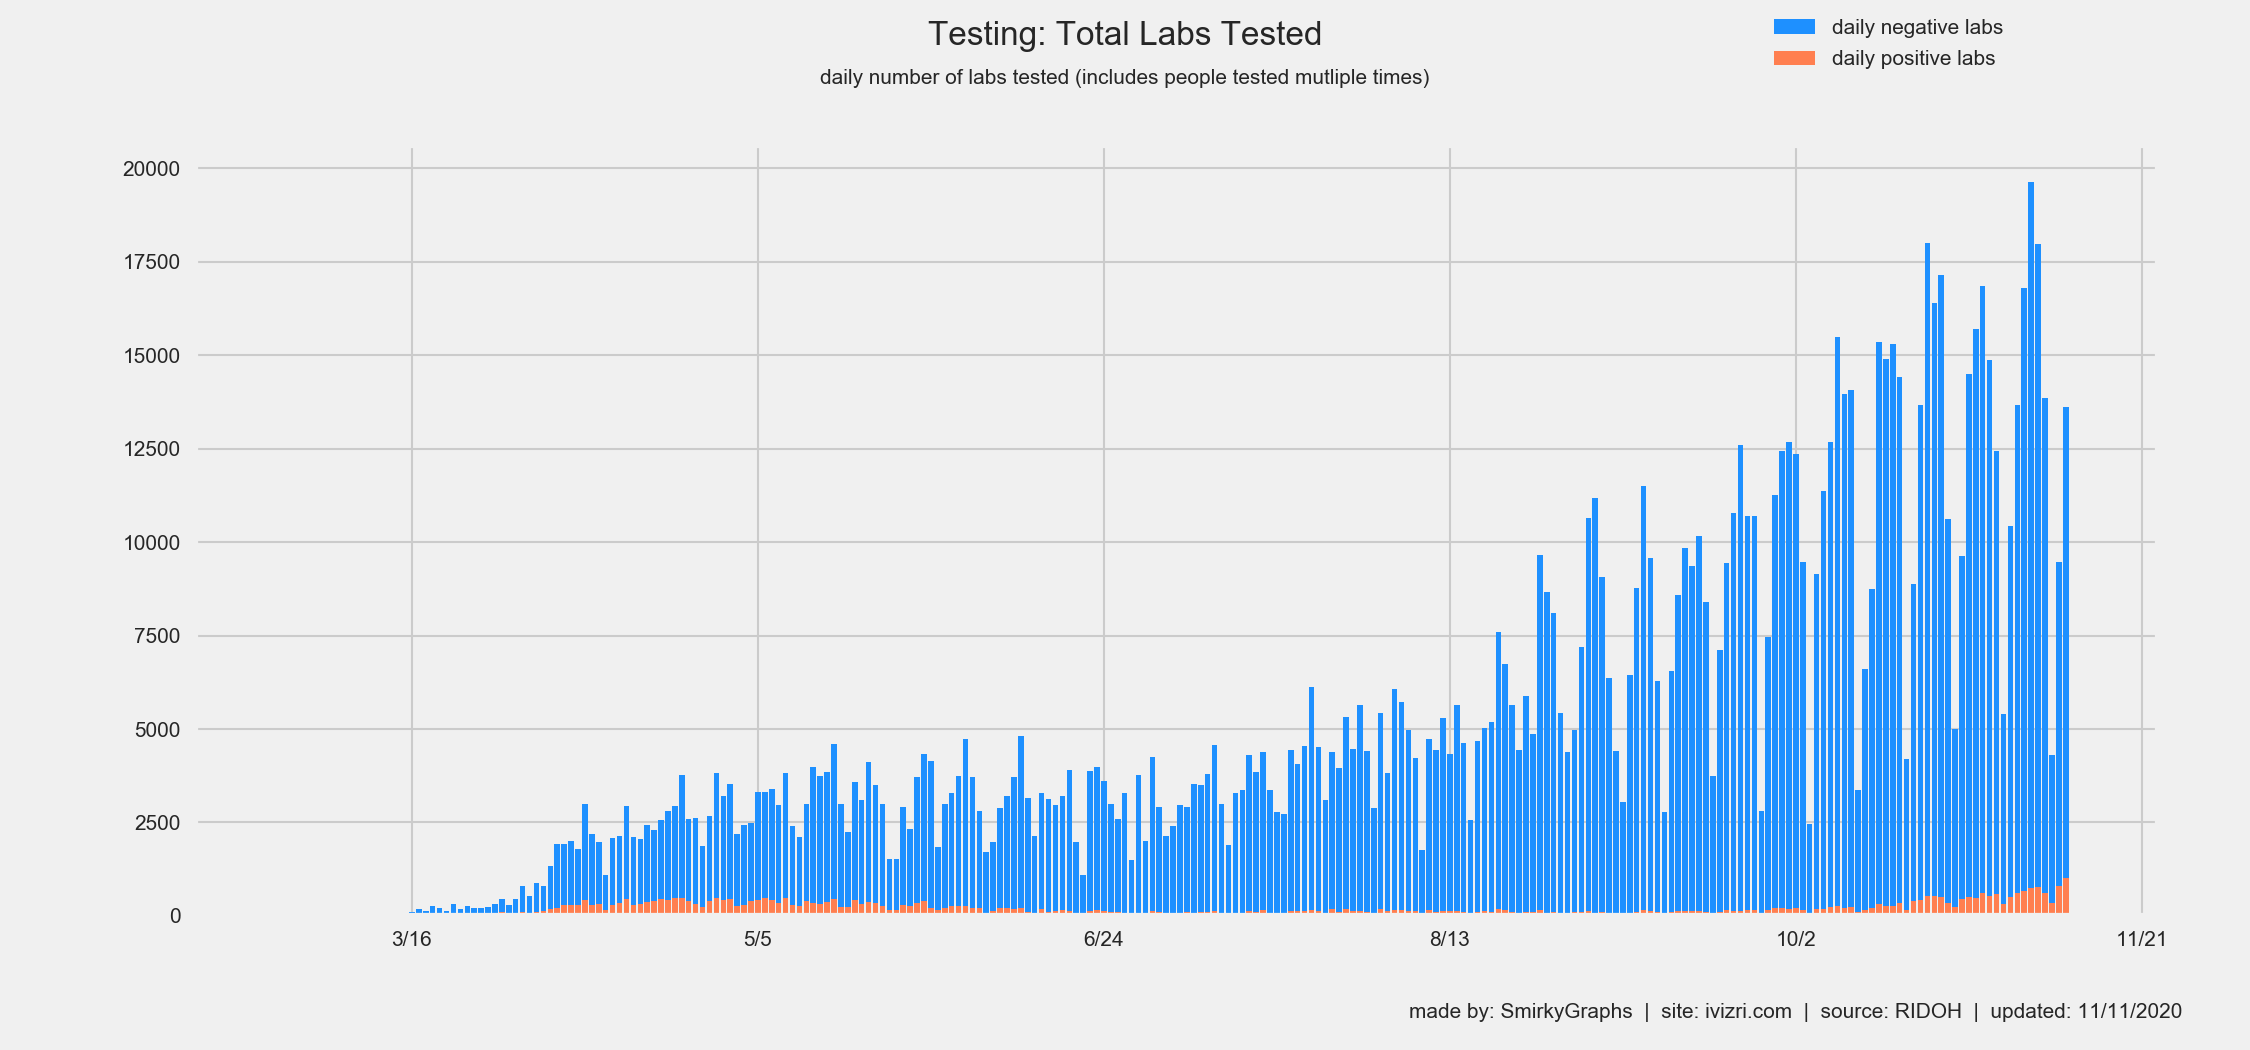 Testing: Total Labs Tested
daily number of labs tested (includes people tested mutliple times)
daily negative labs
daily positive labs
20000
17500
15000
12500
10000
7500
5000
2500
0
3/16 5/5 6/24 8/13 10/2 11/21
made by: SmirkyGraphs | site: ivizri.com | source: RIDOH | updated: 11/11/2020